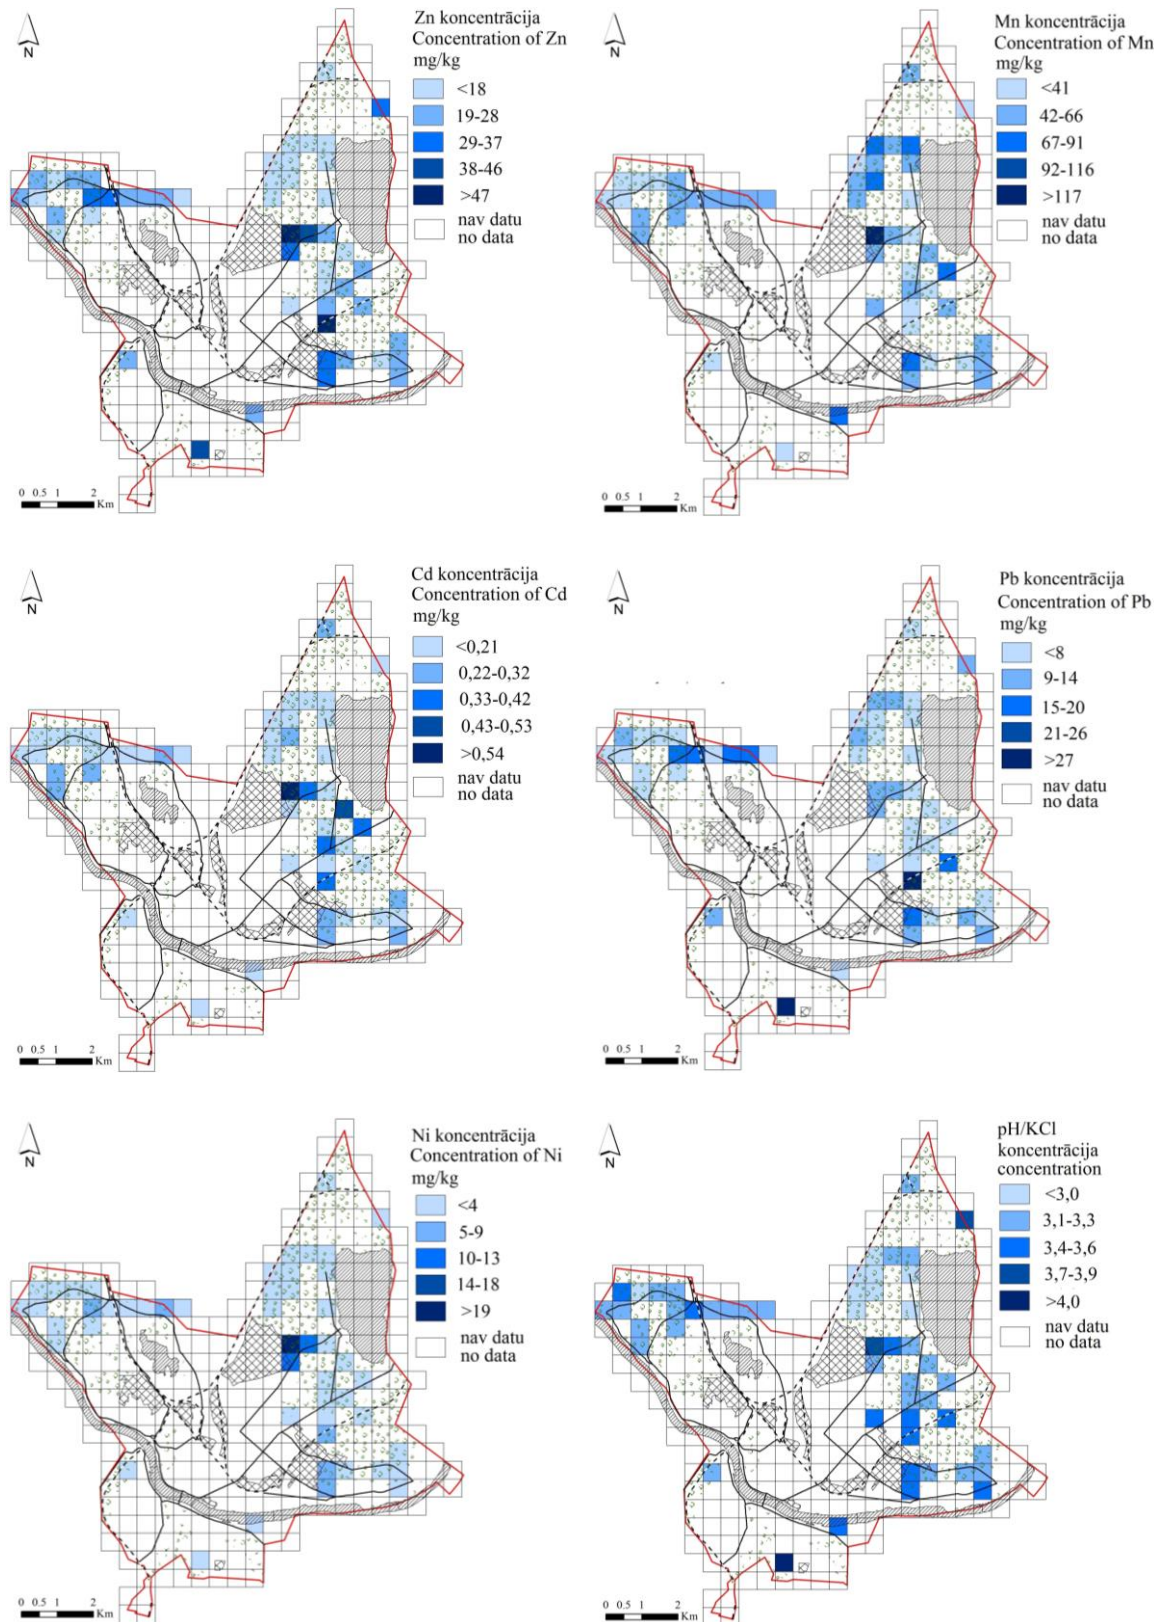 Zn koncentrācija
Concentration of Zn
mg/kg
<18
19-28
29-37
38-46
>47
nav datu
no data
N
0 0.5 1 2
Km
Mn koncentrācija
Concentration of Mn
mg/kg
<41
42-66
67-91
92-116
>117
nav datu
no data
N
0 0.5 1 2
Km
Cd koncentrācija
Concentration of Cd
mg/kg
<0,21
0,22-0,32
0,33-0,42
0,43-0,53
>0,54
nav datu
no data
N
0 0.5 1 2
Km
Pb koncentrācija
Concentration of Pb
mg/kg
<8
9-14
15-20
21-26
>27
nav datu
no data
N
0 0.5 1 2
Km
Ni koncentrācija
Concentration of Ni
mg/kg
<4
5-9
10-13
14-18
>19
nav datu
no data
N
0 0.5 1 2
Km
pH/KCl
koncentrācija
concentration
<3,0
3,1-3,3
3,4-3,6
3,7-3,9
>4,0
nav datu
no data
N
0 0.5 1 2
Km